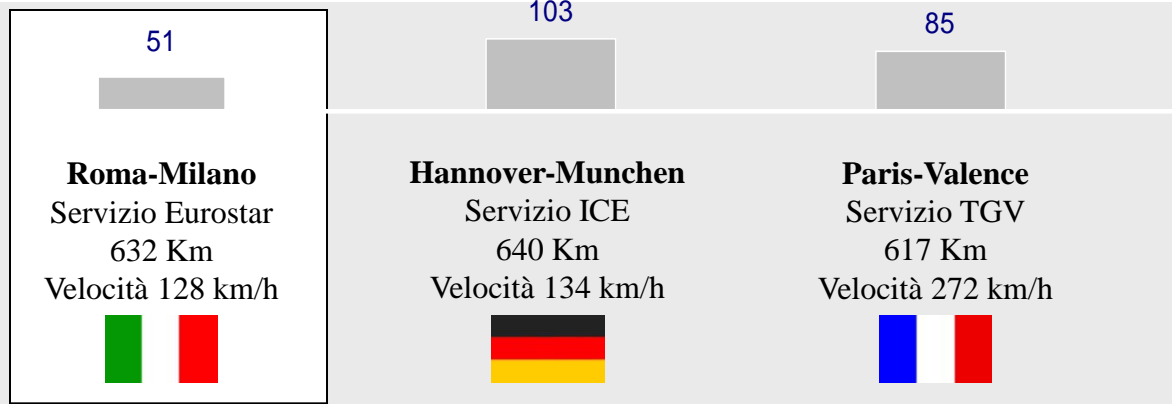 51
103
85
Roma-Milano
Servizio Eurostar
632 Km
Velocità 128 km/h
Hannover-Munchen
Servizio ICE
640 Km
Velocità 134 km/h
Paris-Valence
Servizio TGV
617 Km
Velocità 272 km/h